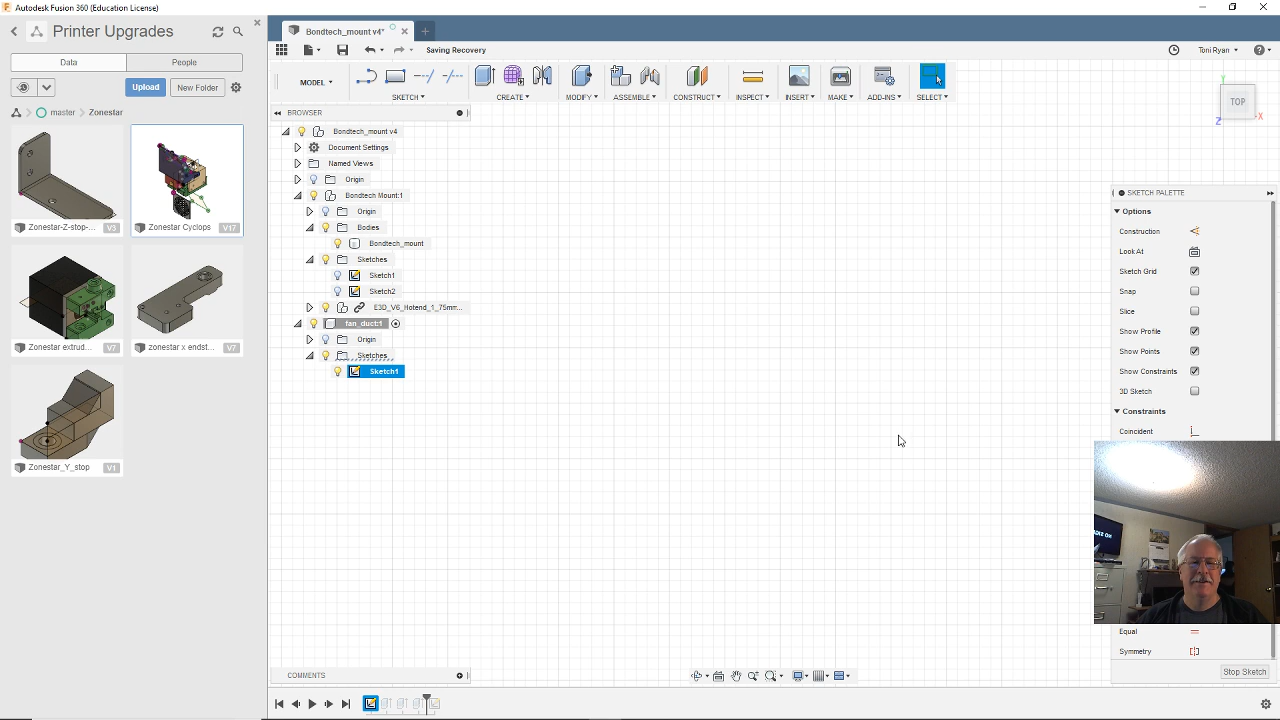 Autodesk Fusion 360 (Education License)
Printer Upgrades
Data
People
Upload
New Folder
master
Zonestar
Zonestar-Z-stop-...
V3
Zonestar Cyclops
V17
Zonestar extrud...
V7
zonestar x endst...
V7
Zonestar_Y_stop
V1
Bondtech_mount v4*
Saving Recovery
Toni Ryan
MODEL
SKETCH
CREATE
MODIFY
ASSEMBLE
CONSTRUCT
INSPECT
INSERT
MAKE
ADD-INS
SELECT
BROWSER
Bondtech_mount v4
Document Settings
Named Views
Origin
Bondtech Mount:1
Origin
Bodies
Bondtech_mount
Sketches
Sketch1
Sketch2
E3D_V6_Hotend_1_75mm...
fan_duct:1
Origin
Sketches
Sketch1
TOP
Y
Z
X
SKETCH PALETTE
Options
Construction
Look At
Sketch Grid
Snap
Slice
Show Profile
Show Points
Show Constraints
3D Sketch
Constraints
Coincident
Equal
Symmetry
Stop Sketch
COMMENTS